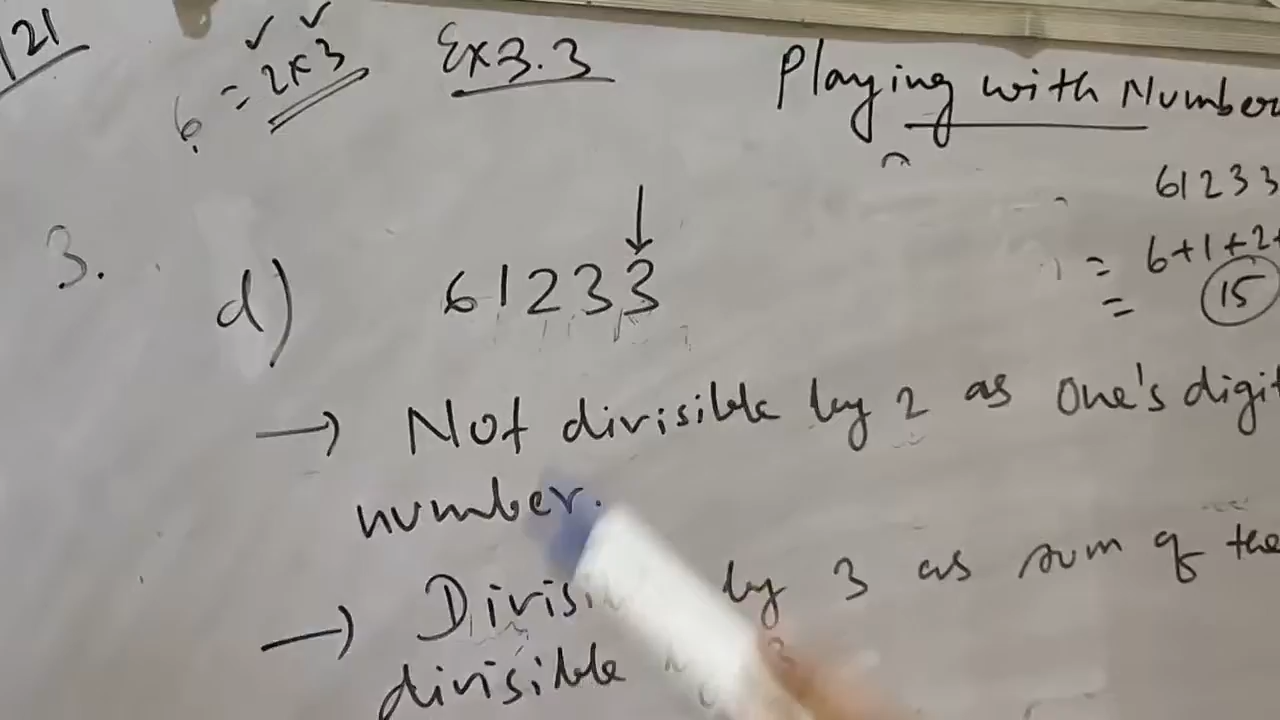 /21
6 = 2×3
Ex 3.3
Playing with Number
61233
= 6+1+2+
= 15
3.
d) 61233
→ Not divisible by 2 as one's digit
number.
→ Divisi by 3 as sum of the
divisible